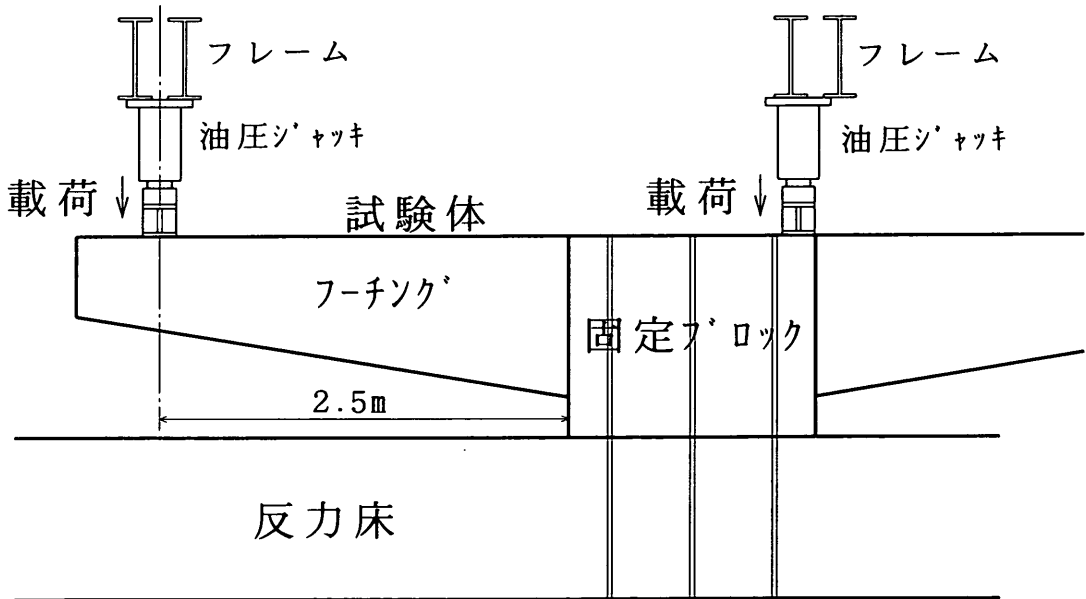 フレーム
フレーム
油圧ジャッキ
油圧ジャッキ
載荷
載荷
試験体
フーチング
固定ブロック
2.5m
反力床